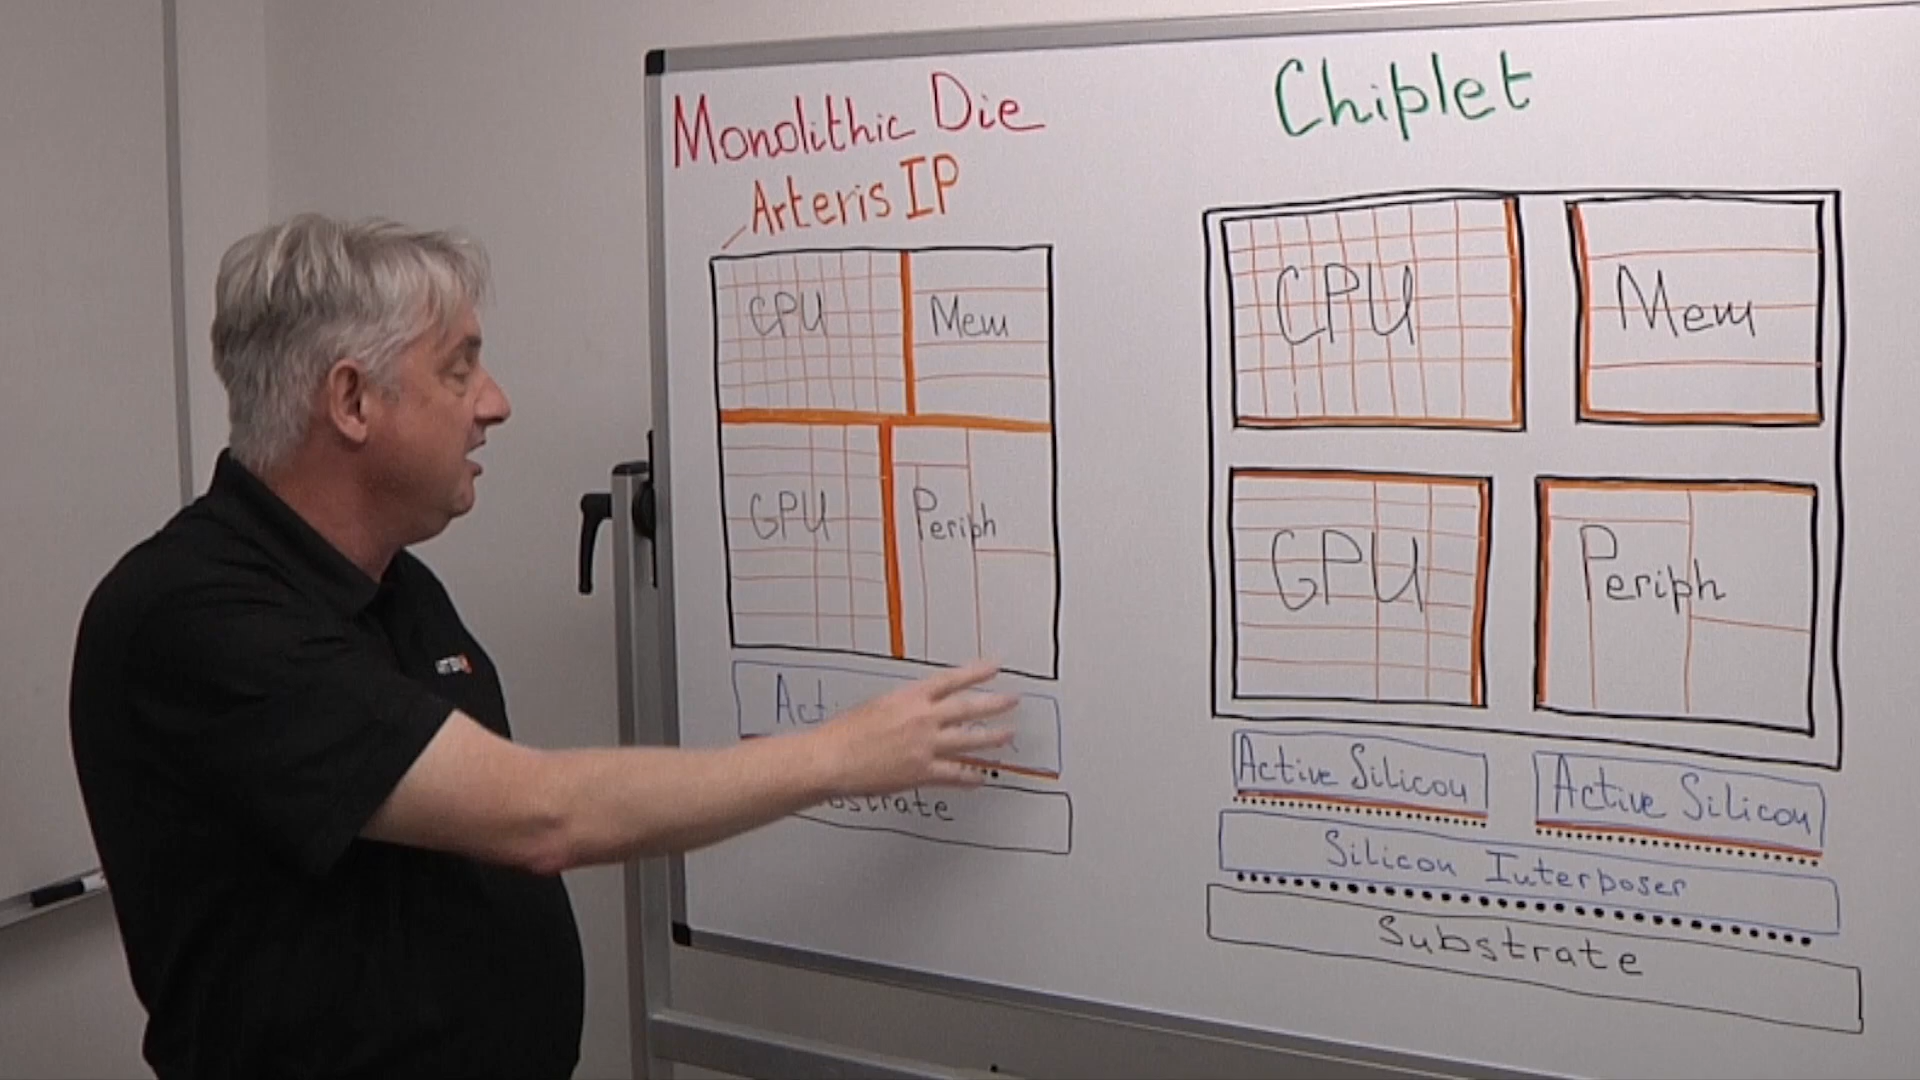 Monolithic Die
Arteris IP
CPU
Mem
GPU
Periph
Chiplet
CPU
Mem
GPU
Periph
Active Silicon
Active Silicon
Silicon Interposer
Substrate